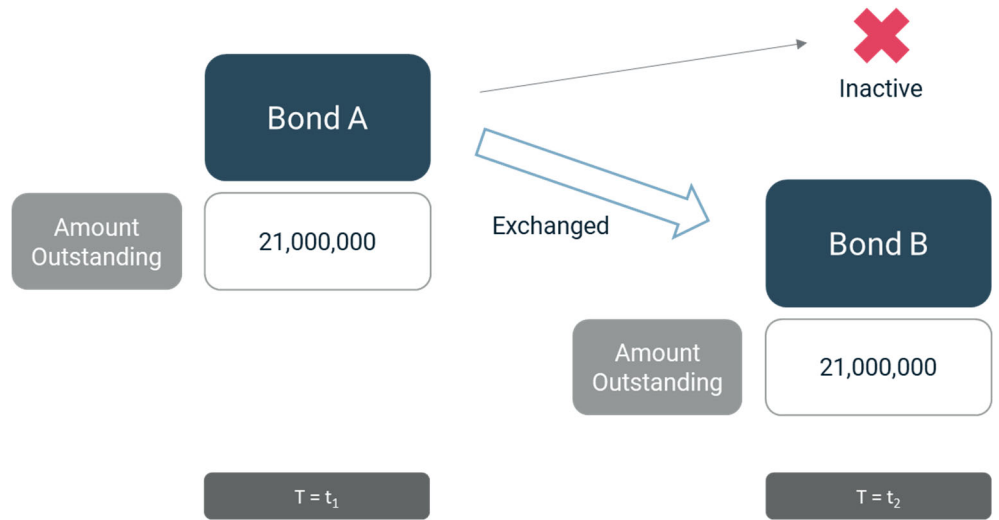 Bond A
Inactive
Amount
Outstanding
21,000,000
Exchanged
Bond B
Amount
Outstanding
21,000,000
T = t₁
T = t₂